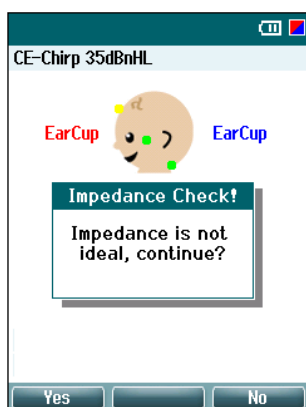 CE-Chirp 35dBnHL
EarCup EarCup
Impedance Check!
Impedance is not
ideal, continue?
Yes No